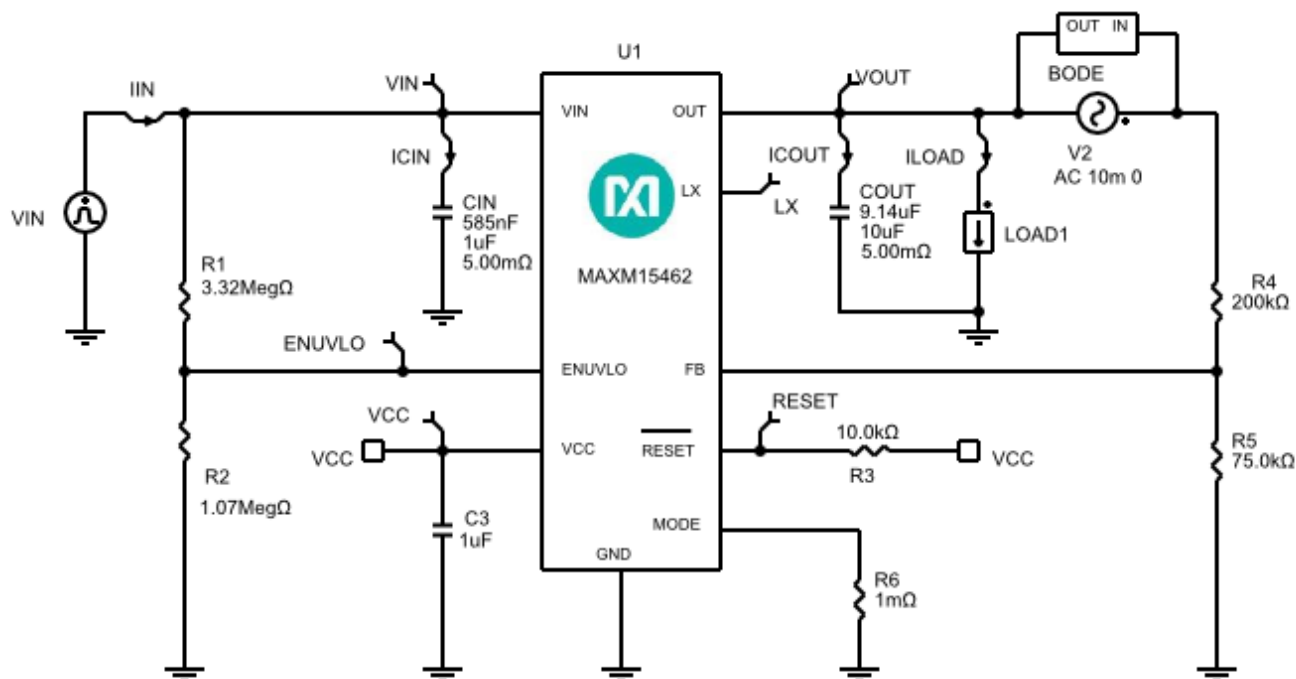 U1
OUT IN
BODE
V2
AC 10m 0
IIN
VIN
VOUT
VIN
OUT
ICIN
ICOUT
ILOAD
LX
LX
CIN
585nF
1uF
5.00mΩ
COUT
9.14uF
10uF
5.00mΩ
LOAD1
VIN
MAXM15462
R1
3.32MegΩ
R4
200kΩ
ENUVLO
ENUVLO
FB
VCC
RESET
VCC
VCC
RESET
10.0kΩ
R3
VCC
R5
75.0kΩ
R2
1.07MegΩ
C3
1uF
MODE
GND
R6
1mΩ